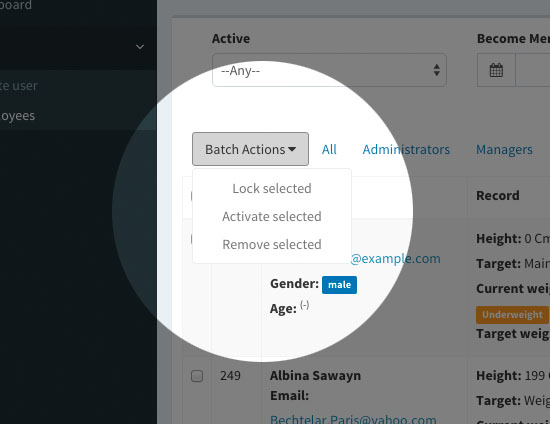 board
Active
Become Mem
--Any--
te user
oyees
Batch Actions
All
Administrators
Managers
Lock selected
Record
Activate selected
Height: 0 Cm
Remove selected
@example.com
Target: Main
Gender: male
Current weig
Age: (-)
Underweight
Target weig
249
Albina Sawayn
Height: 199
Email:
Target: Weig
Bechtelar.Paris@yahoo.com
Current weig